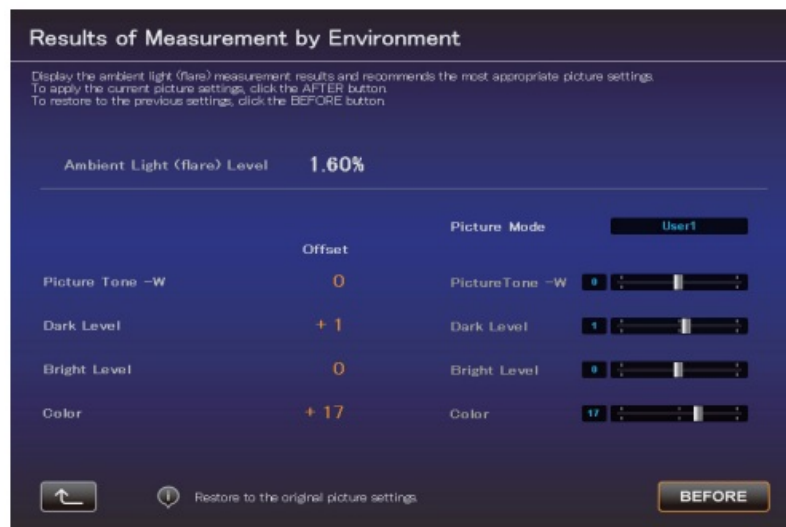 Results of Measurement by Environment
Display the ambient light (flare) measurement results and recommends the most appropriate picture settings.
To apply the current picture settings, click the AFTER button.
To restore to the previous settings, click the BEFORE button.
Ambient Light (flare) Level 1.60%
Picture Mode User1
Offset
Picture Tone -W 0 PictureTone -W 0
Dark Level + 1 Dark Level 1
Bright Level 0 Bright Level 0
Color + 17 Color 17
Restore to the original picture settings.
BEFORE